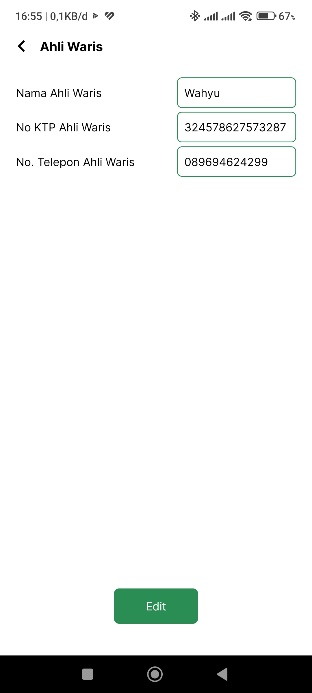 16:55 | 0,1KB/d
67%
Ahli Waris
Nama Ahli Waris Wahyu
No KTP Ahli Waris 324578627573287
No. Telepon Ahli Waris 089694624299
Edit